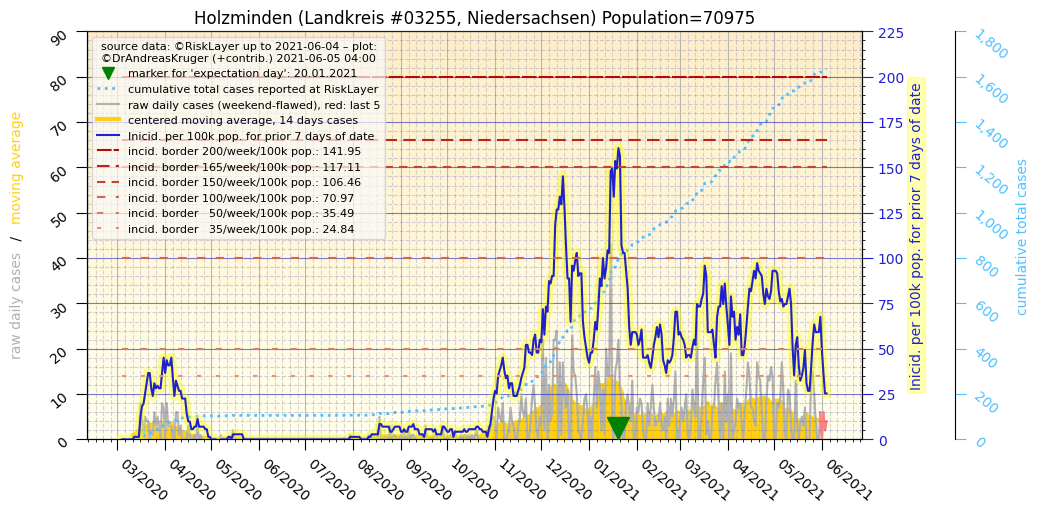 Holzminden (Landkreis #03255, Niedersachsen) Population=70975
source data: ©RiskLayer up to 2021-06-04 – plot:
©DrAndreasKruger (+contrib.) 2021-06-05 04:00
marker for 'expectation day': 20.01.2021
cumulative total cases reported at RiskLayer
raw daily cases (weekend-flawed), red: last 5
centered moving average, 14 days cases
Inicid. per 100k pop. for prior 7 days of date
incid. border 200/week/100k pop.: 141.95
incid. border 165/week/100k pop.: 117.11
incid. border 150/week/100k pop.: 106.46
incid. border 100/week/100k pop.: 70.97
incid. border 50/week/100k pop.: 35.49
incid. border 35/week/100k pop.: 24.84
raw daily cases / moving average
90
80
70
60
50
40
30
20
10
0
225
200
175
150
125
100
75
50
25
0
Inicid. per 100k pop. for prior 7 days of date
1,800
1,600
1,400
1,200
1,000
800
600
400
200
0
cumulative total cases
03/2020
04/2020
05/2020
06/2020
07/2020
08/2020
09/2020
10/2020
11/2020
12/2020
01/2021
02/2021
03/2021
04/2021
05/2021
06/2021